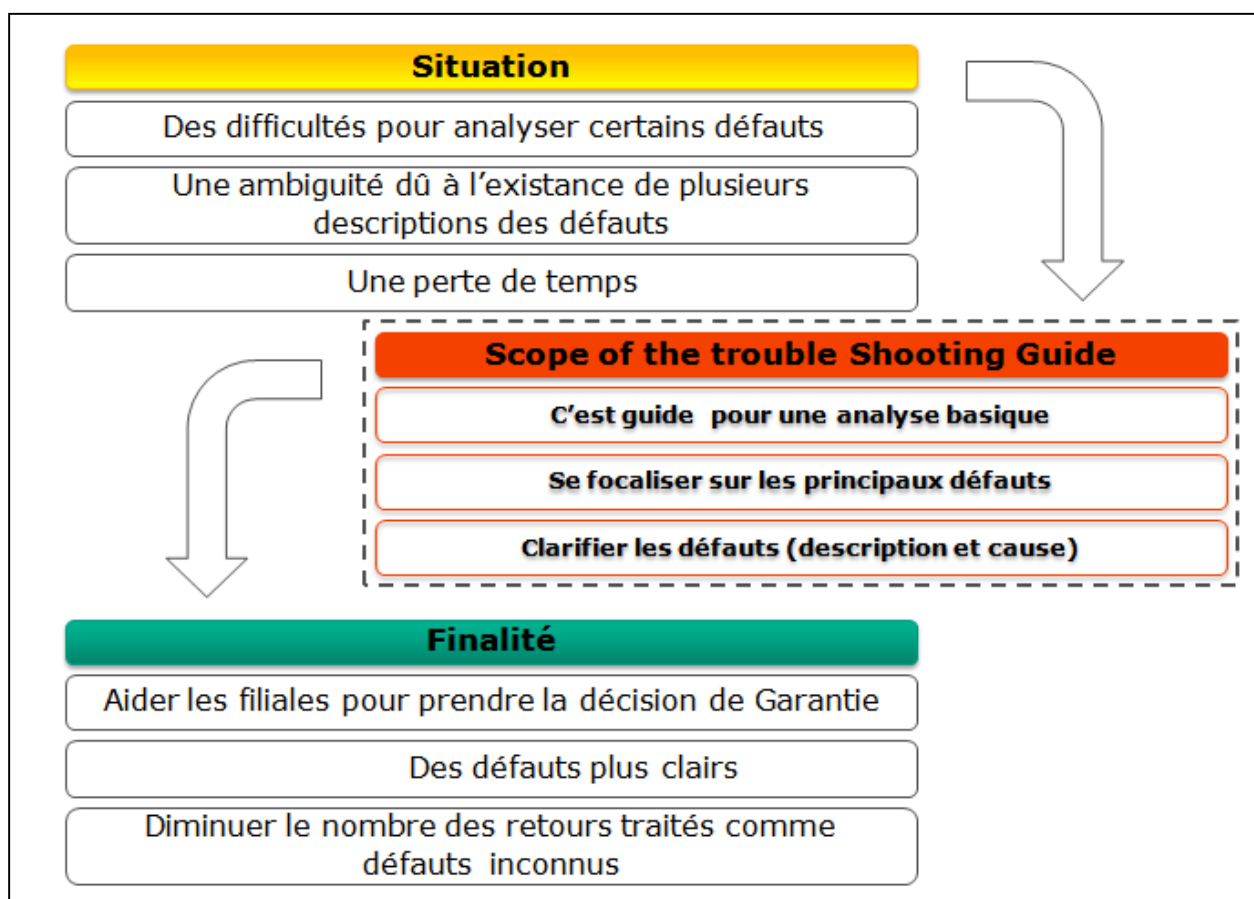 Situation
Des difficultés pour analyser certains défauts
Une ambiguité dû à l’existance de plusieurs
descriptions des défauts
Une perte de temps
Scope of the trouble Shooting Guide
C’est guide  pour une analyse basique
Se focaliser sur les principaux défauts
Clarifier les défauts (description et cause)
Finalité
Aider les filiales pour prendre la décision de Garantie
Des défauts plus clairs
Diminuer le nombre des retours traités comme
défauts  inconnus